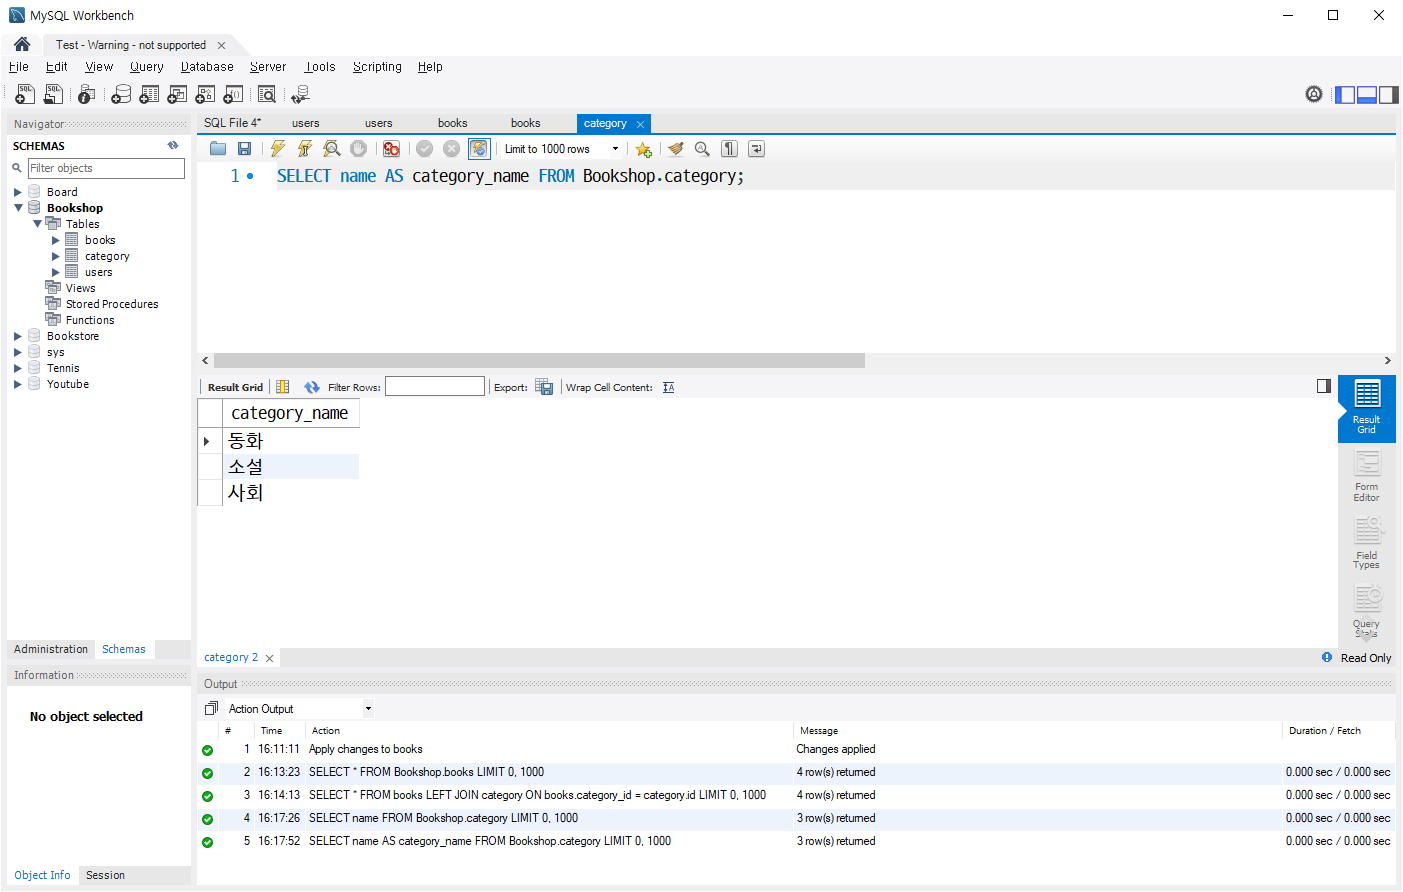 MySQL Workbench
Test - Warning - not supported
File Edit View Query Database Server Tools Scripting Help
Navigator
SCHEMAS
Filter objects
Board
Bookshop
Tables
books
category
users
Views
Stored Procedures
Functions
Bookstore
sys
Tennis
Youtube
Administration Schemas
Information
No object selected
Object Info Session
SQL File 4* users users books books category
Limit to 1000 rows
1 SELECT name AS category_name FROM Bookshop.category;
Result Grid Filter Rows: Export: Wrap Cell Content:
category_name
동화
소설
사회
Result
Grid
Form
Editor
Field
Types
Query
Stats
category 2 Read Only
Output
Action Output
# Time Action Message Duration / Fetch
1 16:11:11 Apply changes to books Changes applied
2 16:13:23 SELECT * FROM Bookshop.books LIMIT 0, 1000 4 row(s) returned 0.000 sec / 0.000 sec
3 16:14:13 SELECT * FROM books LEFT JOIN category ON books.category_id = category.id LIMIT 0, 1000 4 row(s) returned 0.000 sec / 0.000 sec
4 16:17:26 SELECT name FROM Bookshop.category LIMIT 0, 1000 3 row(s) returned 0.000 sec / 0.000 sec
5 16:17:52 SELECT name AS category_name FROM Bookshop.category LIMIT 0, 1000 3 row(s) returned 0.000 sec / 0.000 sec